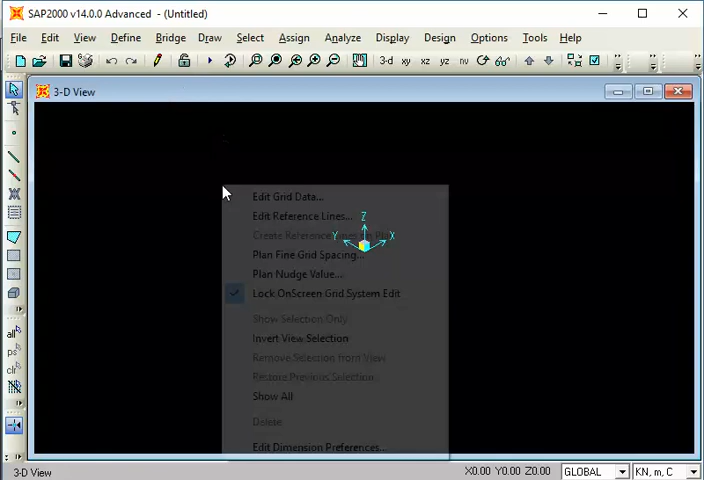 SAP2000 v14.0.0 Advanced - (Untitled)
File Edit View Define Bridge Draw Select Assign Analyze Display Design Options Tools Help
3-d xy xz yz nv
3-D View
Edit Grid Data...
Edit Reference Lines...
Z
Y X
Plan Fine Grid Spacing...
Plan Nudge Value...
Lock OnScreen Grid System Edit
Show Selection Only
Invert View Selection
Remove Selection from View
Restore Previous Selection
Show All
Delete
Edit Dimension Preferences...
all
ps
clr
3-D View X0.00 Y0.00 Z0.00 GLOBAL KN, m, C